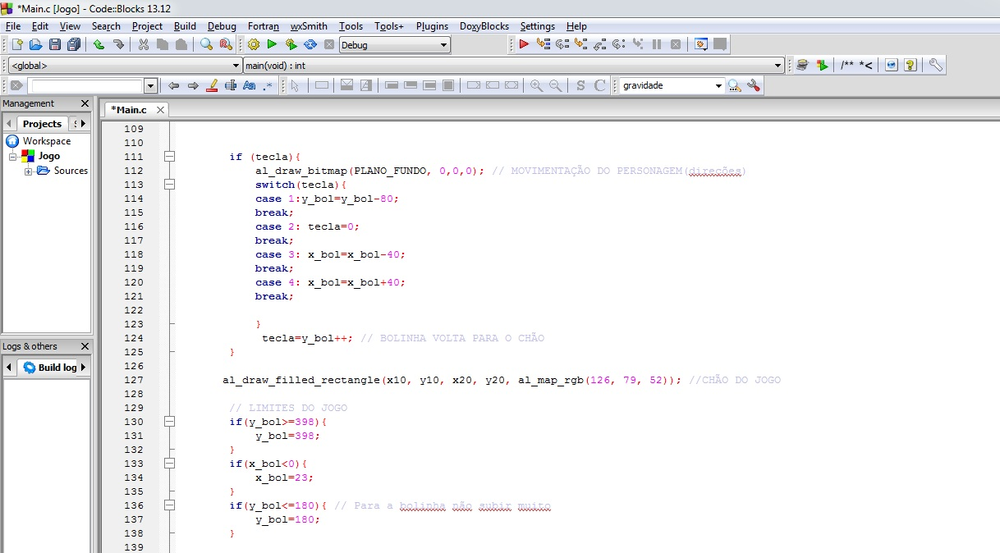 *Main.c [Jogo] - Code::Blocks 13.12
File Edit View Search Project Build Debug Fortran wxSmith Tools Tools+ Plugins DoxyBlocks Settings Help
Debug
<global> main(void) : int /** *<
Aa .* S C gravidade
Management
*Main.c
Projects
Workspace
Jogo
Sources
Logs & others
Build log
109
110
111 if (tecla){
112 al_draw_bitmap(PLANO_FUNDO, 0,0,0); // MOVIMENTAÇÃO DO PERSONAGEM(direções)
113 switch(tecla){
114 case 1:y_bol=y_bol-80;
115 break;
116 case 2: tecla=0;
117 break;
118 case 3: x_bol=x_bol-40;
119 break;
120 case 4: x_bol=x_bol+40;
121 break;
122
123 }
124 tecla=y_bol++; // BOLINHA VOLTA PARA O CHÃO
125 }
126
127 al_draw_filled_rectangle(x10, y10, x20, y20, al_map_rgb(126, 79, 52)); //CHÃO DO JOGO
128
129 // LIMITES DO JOGO
130 if(y_bol>=398){
131 y_bol=398;
132 }
133 if(x_bol<0){
134 x_bol=23;
135 }
136 if(y_bol<=180){ // Para a bolinha não subir muito
137 y_bol=180;
138 }
139